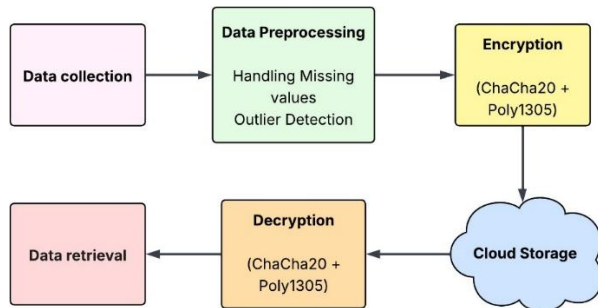 Data collection
Data Preprocessing
Handling Missing
values
Outlier Detection
Encryption
(ChaCha20 +
Poly1305)
Cloud Storage
Decryption
(ChaCha20 +
Poly1305)
Data retrieval